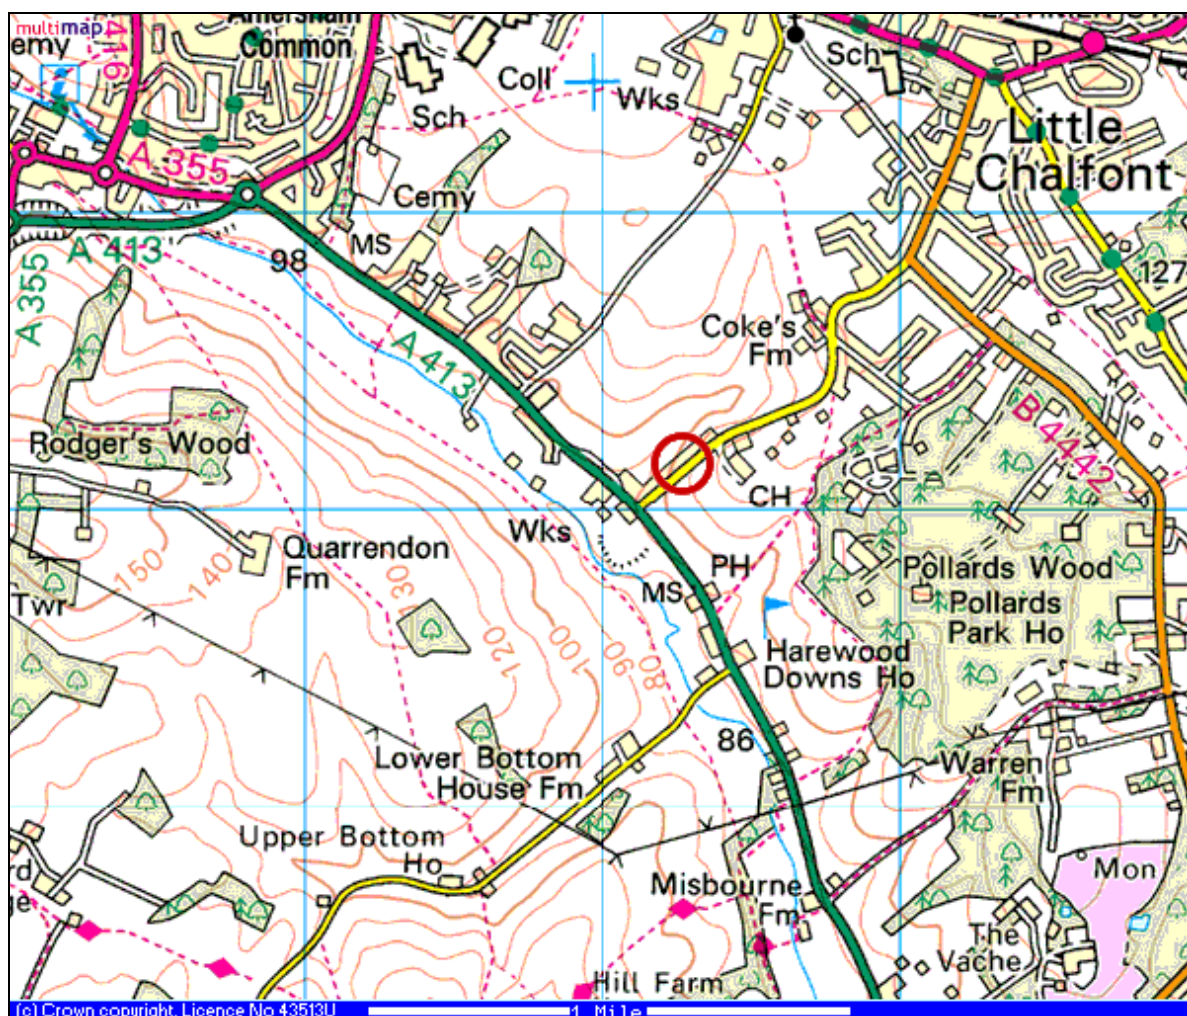 multimap
emy
416
Amersham
Common
Sch
Coll
Wks
Sch
P
Little
Chalfont
A 355
Cemy
MS
98
A 413
A 355
127
A 413
Coke's
Fm
Rodger's Wood
B 4442
CH
Wks
Quarrendon
Fm
150
140
130
120
100
90
80
PH
MS
Twr
Pollards Wood
Pollards
Park Ho
Harewood
Downs Ho
86
Lower Bottom
House Fm
Warren
Fm
Upper Bottom
Ho
Misbourne
Fm
Mon
rd
ge
The
Vache
Hill Farm
(c) Crown copyright, Licence No 43513U
1 Mile